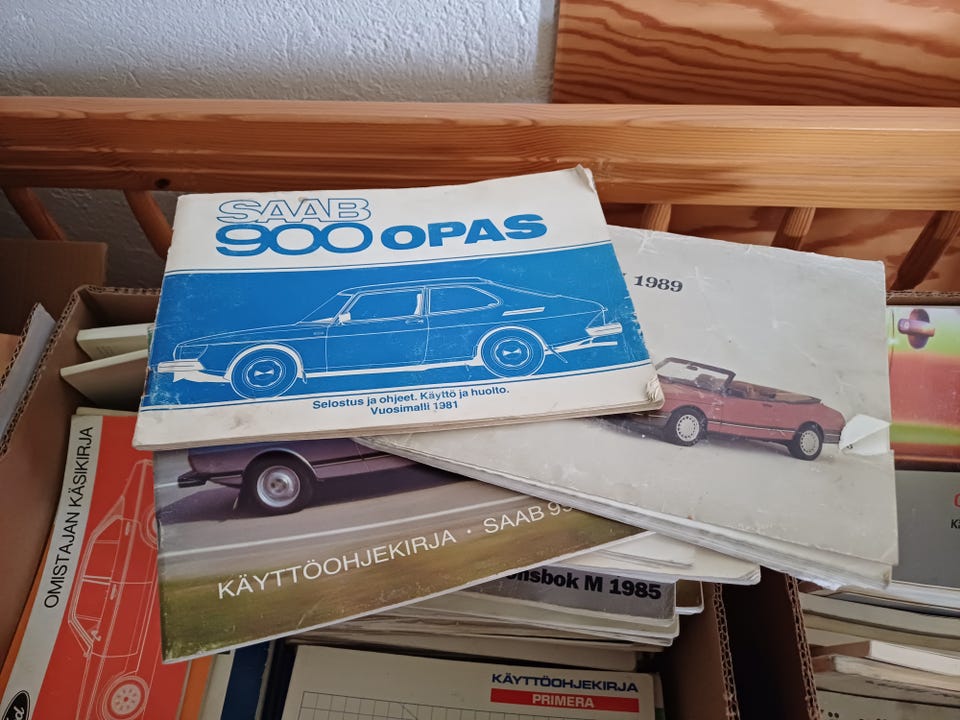 SAAB
900 OPAS
Selostus ja ohjeet. Käyttö ja huolto.
Vuosimalli 1981
1989
KÄYTTÖOHJEKIRJA · SAAB
M 1985
OMISTAJAN KÄSIKIRJA
KÄYTTÖOHJEKIRJA
PRIMERA